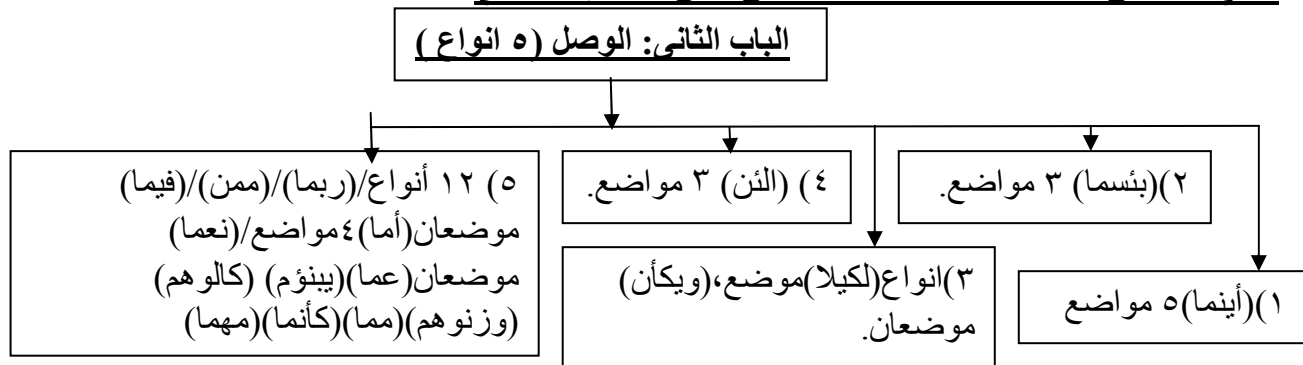 الباب الثانى: الوصل (٥ انواع )
١)(أينما)٥ مواضع
٢)(بئسما) ٣ مواضع.
٣)انواع(لكيلا)موضع،(ويكأن)
موضعان.
٤) (الئن) ٣ مواضع.
٥) ١٢ أنواع/(ربما)/(ممن)/(فيما)
موضعان(أما)٤مواضع/(نعما)
موضعان(عما)(يبنؤم) (كالوهم)
(وزنوهم)(مما)(كأنما)(مهما)